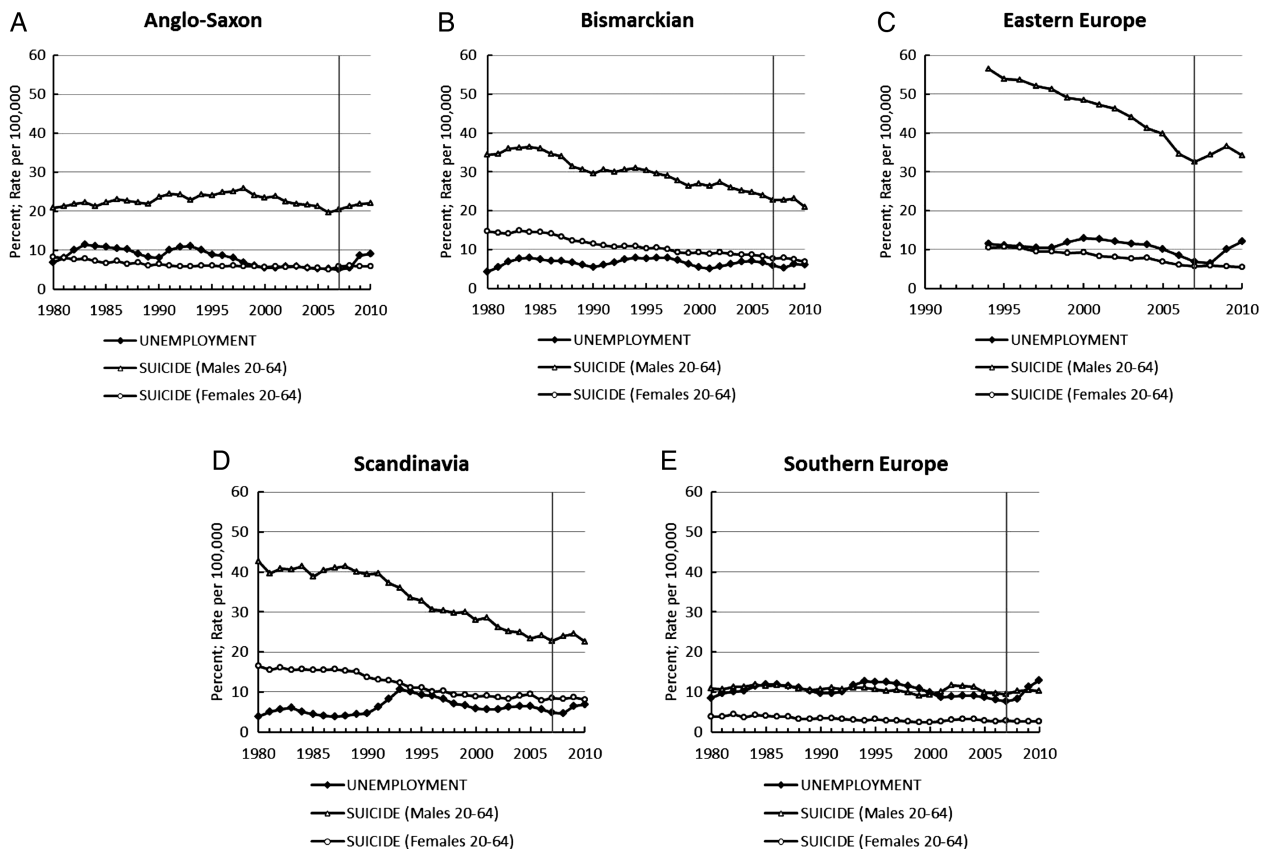 A
Anglo-Saxon
Percent; Rate per 100,000
60
50
40
30
20
10
0
1980 1985 1990 1995 2000 2005 2010
UNEMPLOYMENT
SUICIDE (Males 20-64)
SUICIDE (Females 20-64)
B
Bismarckian
Percent; Rate per 100,000
60
50
40
30
20
10
0
1980 1985 1990 1995 2000 2005 2010
UNEMPLOYMENT
SUICIDE (Males 20-64)
SUICIDE (Females 20-64)
C
Eastern Europe
Percent; Rate per 100,000
60
50
40
30
20
10
0
1990 1995 2000 2005 2010
UNEMPLOYMENT
SUICIDE (Males 20-64)
SUICIDE (Females 20-64)
D
Scandinavia
Percent; Rate per 100,000
60
50
40
30
20
10
0
1980 1985 1990 1995 2000 2005 2010
UNEMPLOYMENT
SUICIDE (Males 20-64)
SUICIDE (Females 20-64)
E
Southern Europe
Percent; Rate per 100,000
60
50
40
30
20
10
0
1980 1985 1990 1995 2000 2005 2010
UNEMPLOYMENT
SUICIDE (Males 20-64)
SUICIDE (Females 20-64)